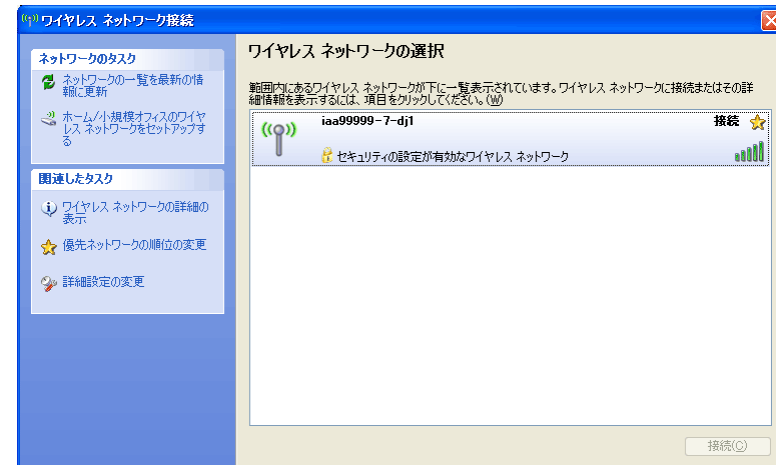 ワイヤレス ネットワーク接続
ネットワークのタスク
ネットワークの一覧を最新の情
報に更新
ホーム/小規模オフィスのワイヤ
レス ネットワークをセットアップす
る
関連したタスク
ワイヤレス ネットワークの詳細の
表示
優先ネットワークの順位の変更
詳細設定の変更
ワイヤレス ネットワークの選択
範囲内にあるワイヤレス ネットワークが下に一覧表示されています。ワイヤレス ネットワークに接続またはその詳
細情報を表示するには、項目をクリックしてください。(W)
iaa99999-7-dj1
接続
セキュリティの設定が有効なワイヤレス ネットワーク
接続(C)